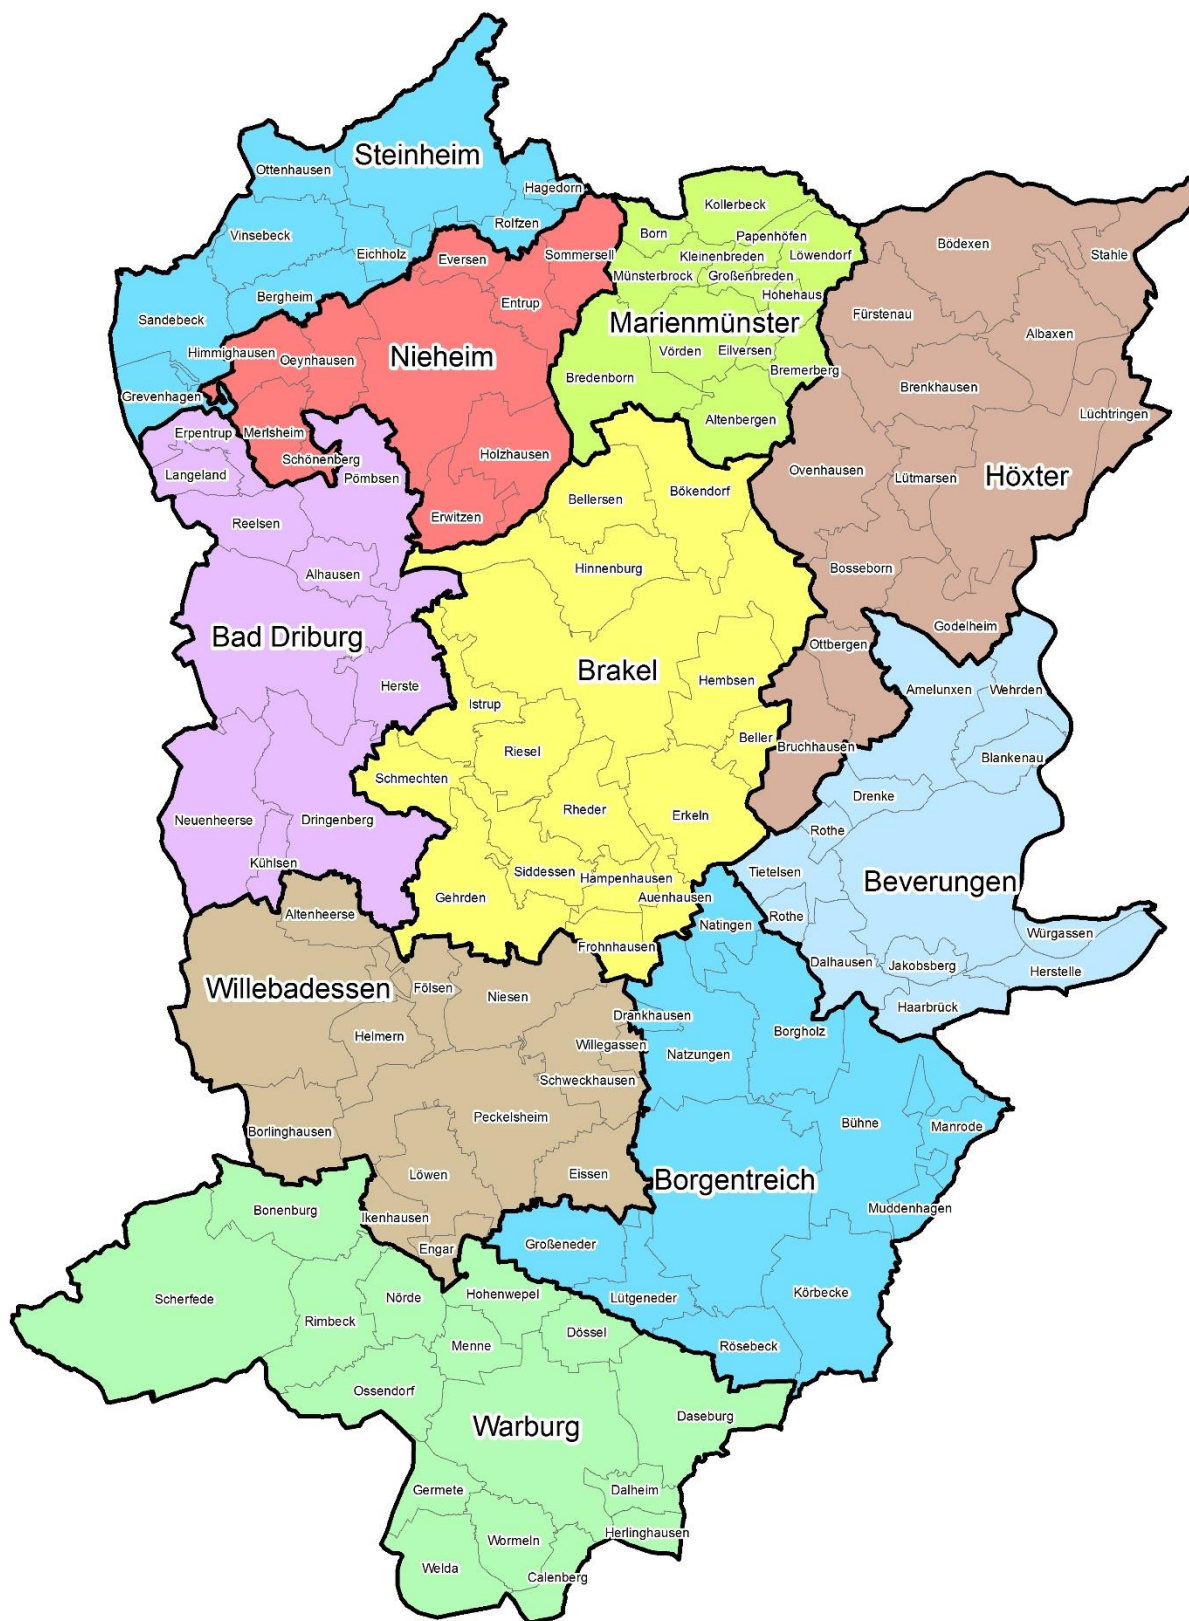 Steinheim
Ottenhausen
Hagedorn
Rolfzen
Vinsebeck
Eichholz
Bergheim
Sandebeck
Himmighausen
Grevenhagen
Eversen
Sommersell
Entrup
Oeynhausen
Nieheim
Merlsheim
Schönenberg
Holzhausen
Erwitzen
Kollerbeck
Born
Papenhöfen
Kleinenbreden
Löwendorf
Münsterbrock
Großenbreden
Hohehaus
Marienmünster
Vörden
Eilversen
Bremerberg
Bredenborn
Altenbergen
Bödexen
Stahle
Fürstenau
Albaxen
Brenkhausen
Lüchtringen
Ovenhausen
Lütmarsen
Höxter
Bosseborn
Godelheim
Ottbergen
Bruchhausen
Erpentrup
Langeland
Pömbsen
Reelsen
Alhausen
Bad Driburg
Herste
Neuenheerse
Dringenberg
Kühlsen
Bellersen
Bökendorf
Hinnenburg
Brakel
Hembsen
Istrup
Riesel
Beller
Schmechten
Rheder
Erkeln
Siddessen
Hampenhausen
Gehrden
Auenhausen
Frohnhausen
Amelunxen
Wehrden
Blankenau
Drenke
Rothe
Tietelsen
Beverungen
Rothe
Würgassen
Dalhausen
Jakobsberg
Herstelle
Haarbrück
Altenheerse
Willebadessen
Fölsen
Niesen
Helmern
Willegassen
Schweckhausen
Peckelsheim
Borlinghausen
Löwen
Eissen
Ikenhausen
Engar
Natingen
Drankhausen
Borgholz
Natzungen
Bühne
Manrode
Borgentreich
Muddenhagen
Großeneder
Lütgeneder
Körbecke
Rösebeck
Bonenburg
Scherfede
Rimbeck
Nörde
Hohenwepel
Menne
Dössel
Ossendorf
Warburg
Daseburg
Germete
Dalheim
Wormeln
Herlinghausen
Welda
Calenberg